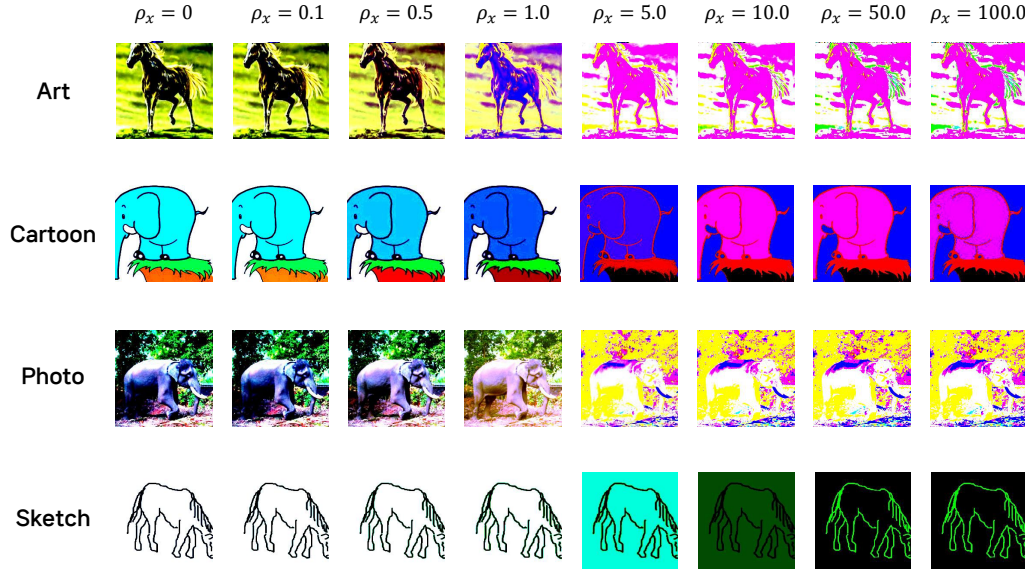 ρₓ = 0 ρₓ = 0.1 ρₓ = 0.5 ρₓ = 1.0 ρₓ = 5.0 ρₓ = 10.0 ρₓ = 50.0 ρₓ = 100.0
Art
Cartoon
Photo
Sketch